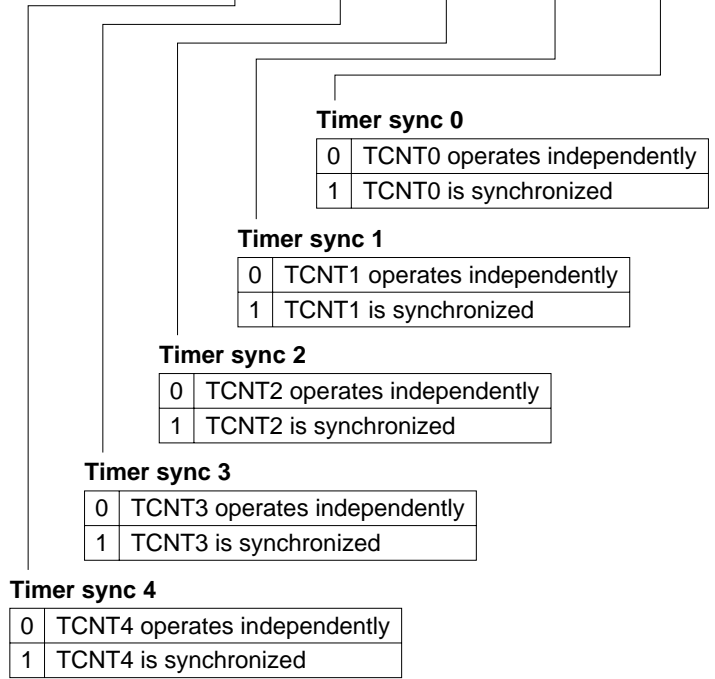 Timer sync 0
0 TCNT0 operates independently
1 TCNT0 is synchronized
Timer sync 1
0 TCNT1 operates independently
1 TCNT1 is synchronized
Timer sync 2
0 TCNT2 operates independently
1 TCNT2 is synchronized
Timer sync 3
0 TCNT3 operates independently
1 TCNT3 is synchronized
Timer sync 4
0 TCNT4 operates independently
1 TCNT4 is synchronized